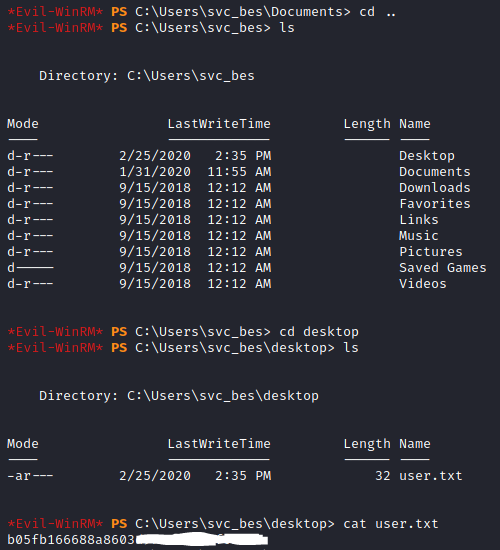 *Evil-WinRM* PS C:\Users\svc_bes\Documents> cd ..
*Evil-WinRM* PS C:\Users\svc_bes> ls
Directory: C:\Users\svc_bes
Mode LastWriteTime Length Name
---- ------------- ------ ----
d-r--- 2/25/2020 2:35 PM Desktop
d-r--- 1/31/2020 11:55 AM Documents
d-r--- 9/15/2018 12:12 AM Downloads
d-r--- 9/15/2018 12:12 AM Favorites
d-r--- 9/15/2018 12:12 AM Links
d-r--- 9/15/2018 12:12 AM Music
d-r--- 9/15/2018 12:12 AM Pictures
d----- 9/15/2018 12:12 AM Saved Games
d-r--- 9/15/2018 12:12 AM Videos
*Evil-WinRM* PS C:\Users\svc_bes> cd desktop
*Evil-WinRM* PS C:\Users\svc_bes\desktop> ls
Directory: C:\Users\svc_bes\desktop
Mode LastWriteTime Length Name
---- ------------- ------ ----
-ar--- 2/25/2020 2:35 PM 32 user.txt
*Evil-WinRM* PS C:\Users\svc_bes\desktop> cat user.txt
b05fb166688a8603